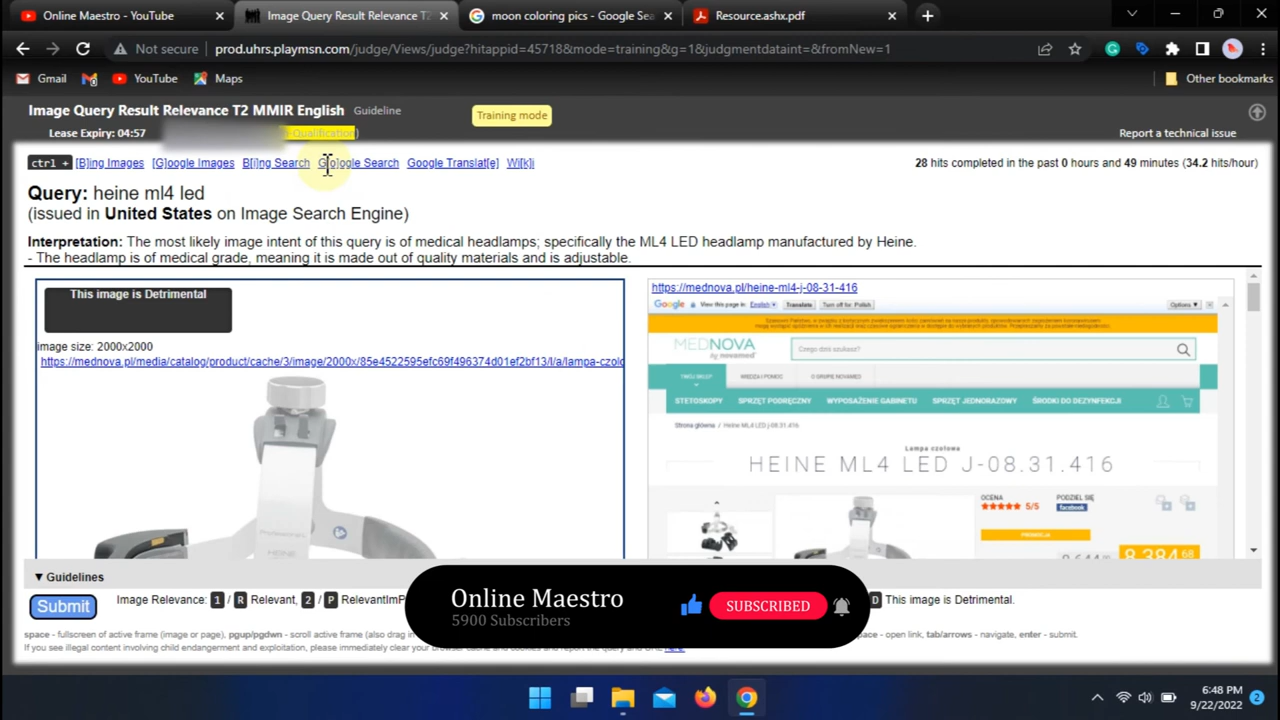 Online Maestro - YouTube
Image Query Result Relevance T2
moon coloring pics - Google Sea
Resource.ashx.pdf
Not secure
prod.uhrs.playmsn.com/judge/Views/judge?hitappid=45718&mode=training&g=1&judgmentdataint=&fromNew=1
Gmail
YouTube
Maps
Other bookmarks
Image Query Result Relevance T2 MMIR English Guideline
Training mode
Lease Expiry: 04:57
-Qualification)
Report a technical issue
ctrl + [B]ing Images [G]oogle Images B[i]ng Search G[o]ogle Search Google Translat[e] Wi[k]i
28 hits completed in the past 0 hours and 49 minutes (34.2 hits/hour)
Query: heine ml4 led
(issued in United States on Image Search Engine)
Interpretation: The most likely image intent of this query is of medical headlamps; specifically the ML4 LED headlamp manufactured by Heine.
- The headlamp is of medical grade, meaning it is made out of quality materials and is adjustable.
This image is Detrimental
image size: 2000x2000
https://mednova.pl/media/catalog/product/cache/3/image/2000x/85e4522595efc69f496374d01ef2bf13/l/a/lampa-czolo
HEINE
https://mednova.pl/heine-ml4-j-08-31-416
Google View this page in: English Translate Turn off for: Polish Options
MEDNOVA
by novamed
Czego dziś szukasz?
TWÓJ SKLEP
WIEDZA I POMOC
O GRUPIE NOVAMED
STETOSKOPY SPRZĘT PODRĘCZNY WYPOSAŻENIE GABINETU SPRZĘT JEDNORAZOWY ŚRODKI DO DEZYNFEKCJI
Strona główna / Heine ML4 LED J-08.31.416
Lampa czołowa
HEINE ML4 LED J-08.31.416
OCENA
5/5
PODZIEL SIĘ
facebook
PROMOCJA
8 384,68
Guidelines
Submit
Image Relevance: 1 / R Relevant, 2 / P RelevantImP
D This image is Detrimental.
Online Maestro
5900 Subscribers
SUBSCRIBED
space - fullscreen of active frame (image or page), pgup/pgdown - scroll active frame (also drag in
- open link, tab/arrows - navigate, enter - submit.
If you see illegal content involving child endangerment and exploitation, please immediately clear your browser cache and cookies and report the query and URL here.
6:48 PM
9/22/2022
2